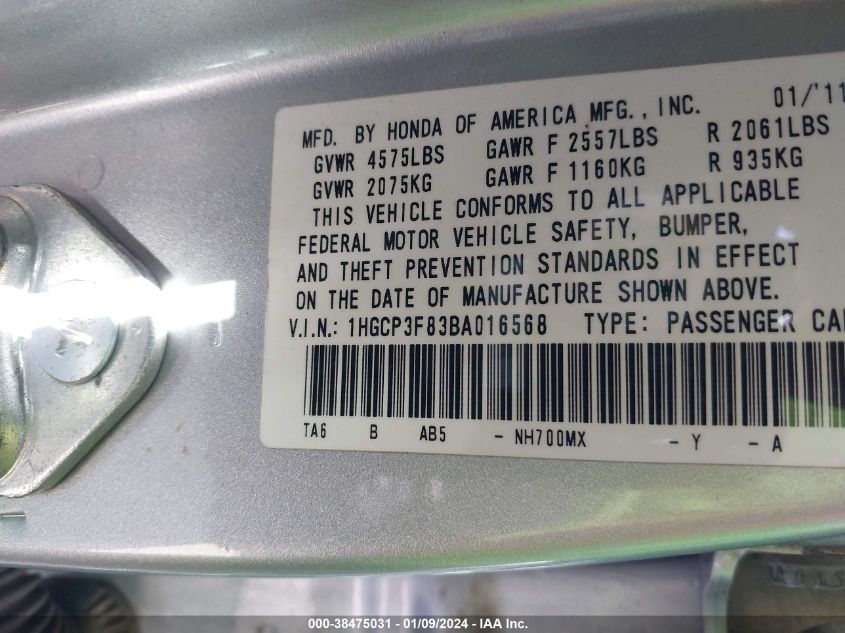 MFD. BY HONDA OF AMERICA MFG., INC. 01/'11
GVWR 4575LBS GAWR F 2557LBS R 2061LBS
GVWR 2075KG GAWR F 1160KG R 935KG
THIS VEHICLE CONFORMS TO ALL APPLICABLE
FEDERAL MOTOR VEHICLE SAFETY, BUMPER,
AND THEFT PREVENTION STANDARDS IN EFFECT
ON THE DATE OF MANUFACTURE SHOWN ABOVE.
V.I.N.: 1HGCP3F83BA016568 TYPE: PASSENGER CA
TA6 B AB5 - NH700MX - Y - A
000-38475031 - 01/09/2024 - IAA Inc.